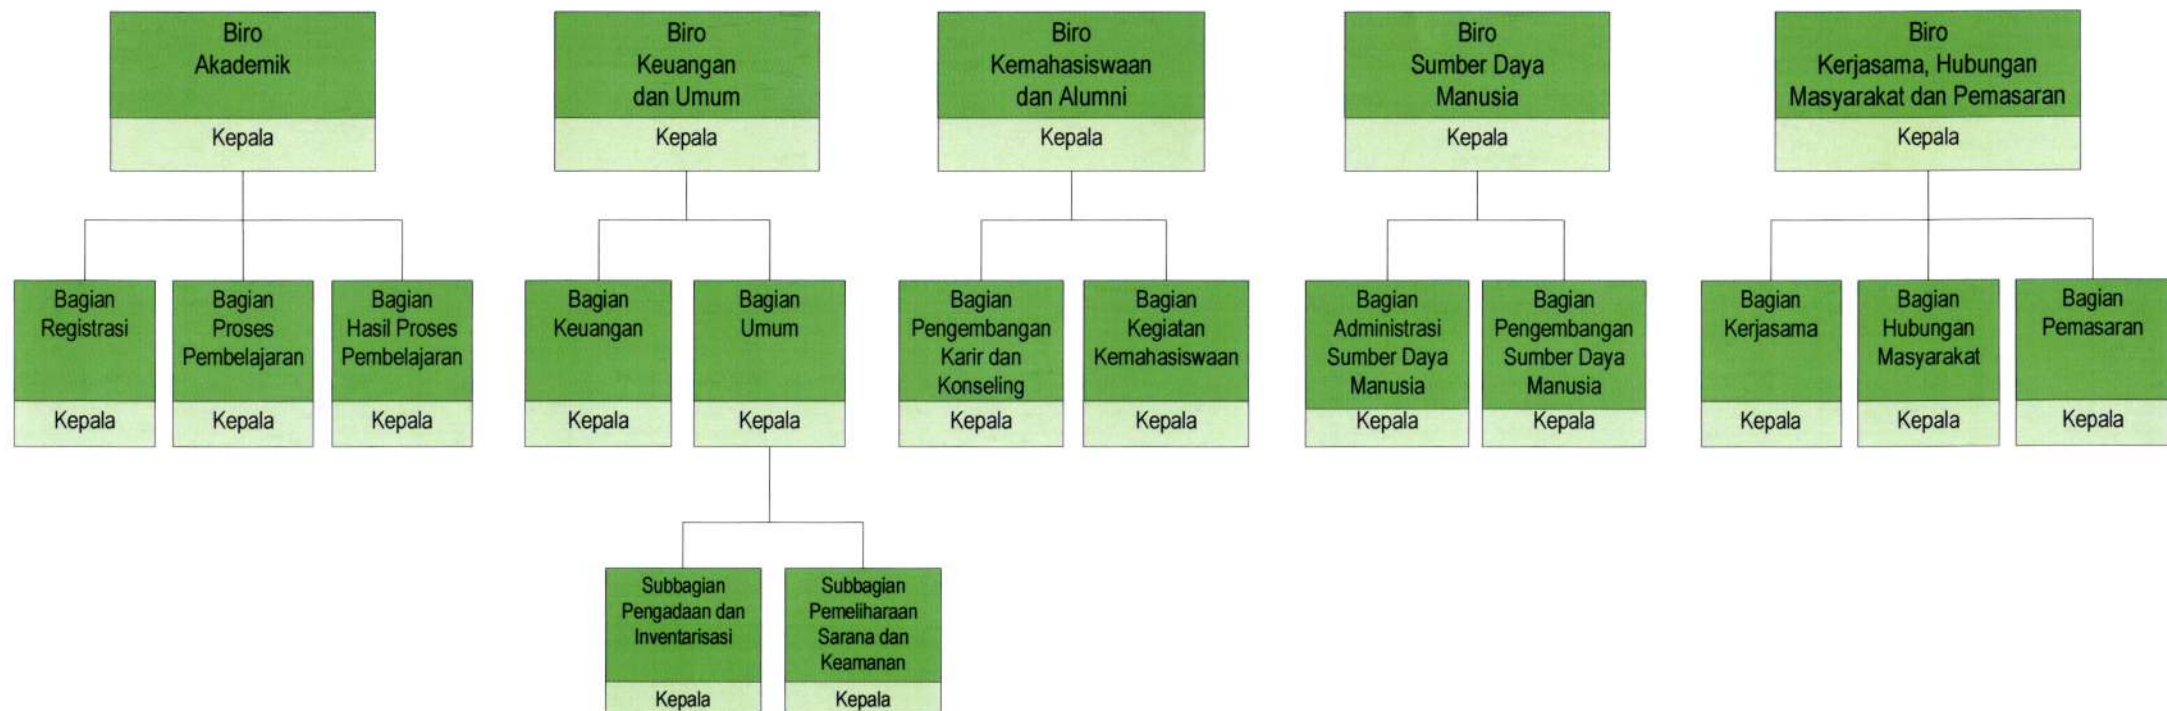 Biro
Akademik
Kepala
Biro
Keuangan
dan Umum
Kepala
Biro
Kemahasiswaan
dan Alumni
Kepala
Biro
Sumber Daya
Manusia
Kepala
Biro
Kerjasama, Hubungan
Masyarakat dan Pemasaran
Kepala
Bagian
Registrasi
Kepala
Bagian
Proses
Pembelajaran
Kepala
Bagian
Hasil Proses
Pembelajaran
Kepala
Bagian
Keuangan
Kepala
Bagian
Umum
Kepala
Bagian
Pengembangan
Karir dan
Konseling
Kepala
Bagian
Kegiatan
Kemahasiswaan
Kepala
Bagian
Administrasi
Sumber Daya
Manusia
Kepala
Bagian
Pengembangan
Sumber Daya
Manusia
Kepala
Bagian
Kerjasama
Kepala
Bagian
Hubungan
Masyarakat
Kepala
Bagian
Pemasaran
Kepala
Subbagian
Pengadaan dan
Inventarisasi
Kepala
Subbagian
Pemeliharaan
Sarana dan
Keamanan
Kepala